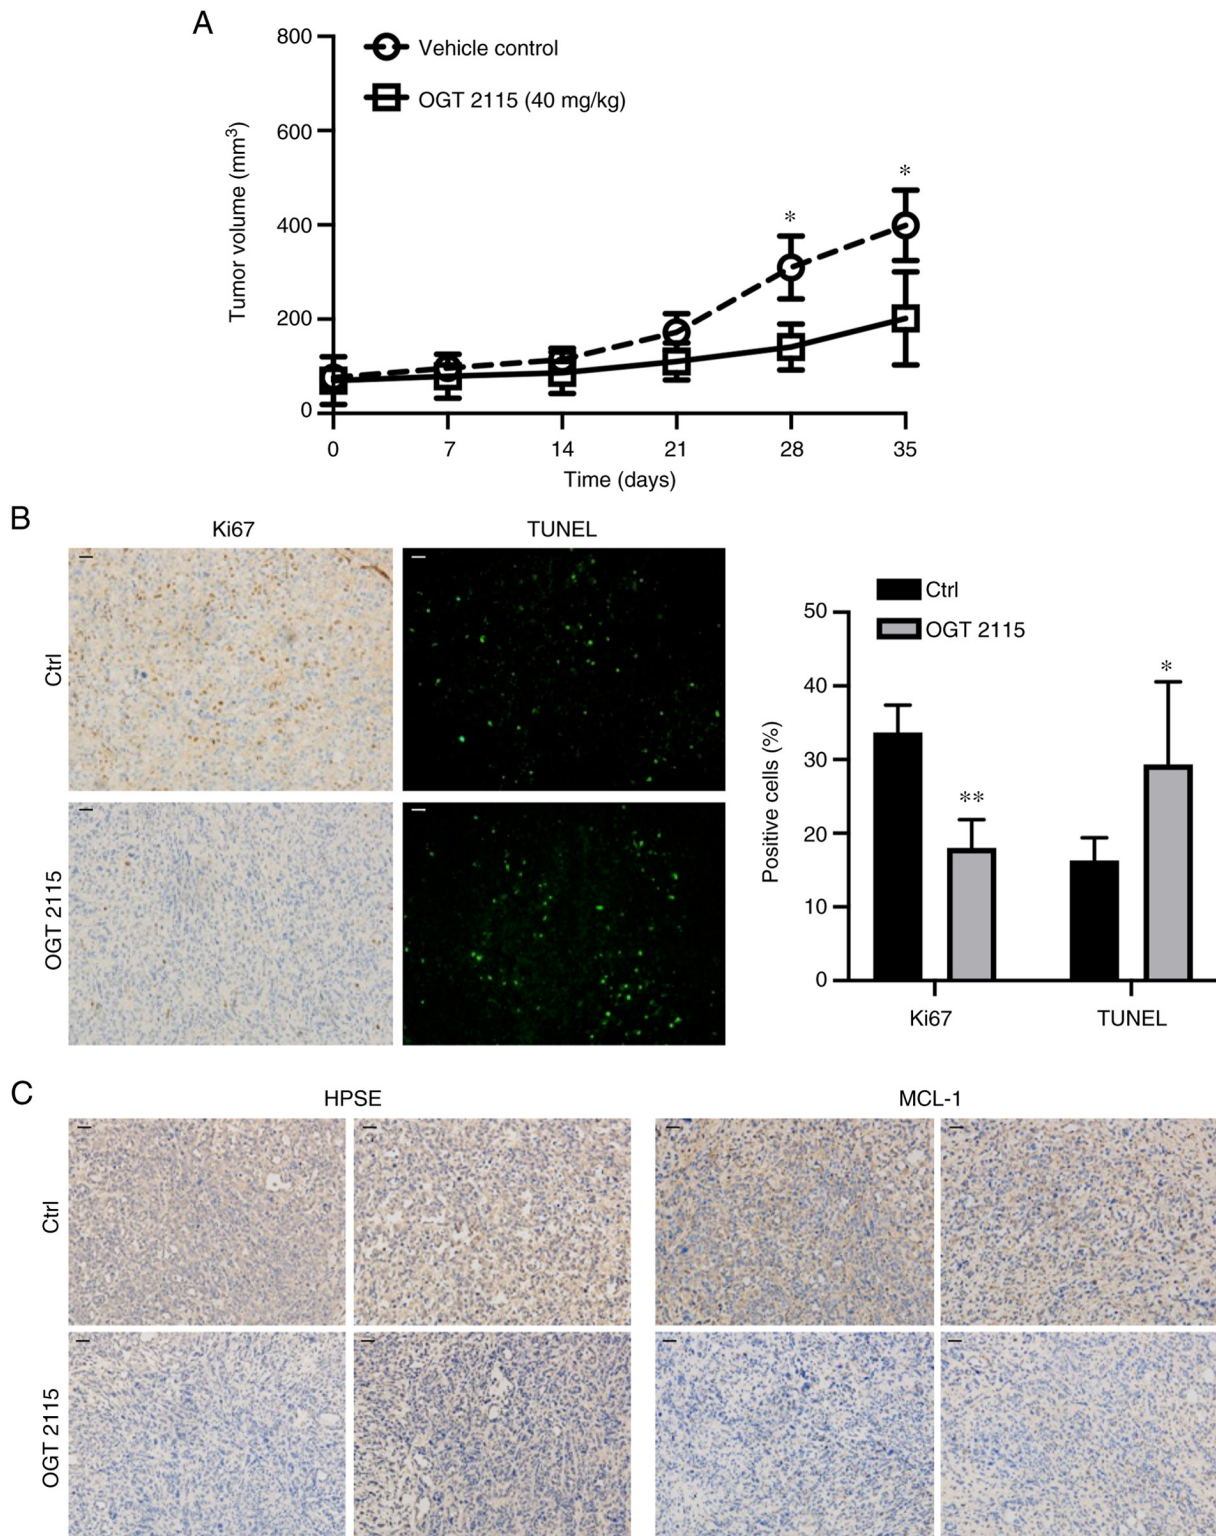 A
800
600
400
200
0
Tumor volume (mm³)
Vehicle control
OGT 2115 (40 mg/kg)
*
*
0 7 14 21 28 35
Time (days)
B
Ki67 TUNEL
Ctrl
OGT 2115
50
40
30
20
10
0
Positive cells (%)
Ctrl
OGT 2115
**
*
Ki67 TUNEL
C
HPSE MCL-1
Ctrl
OGT 2115